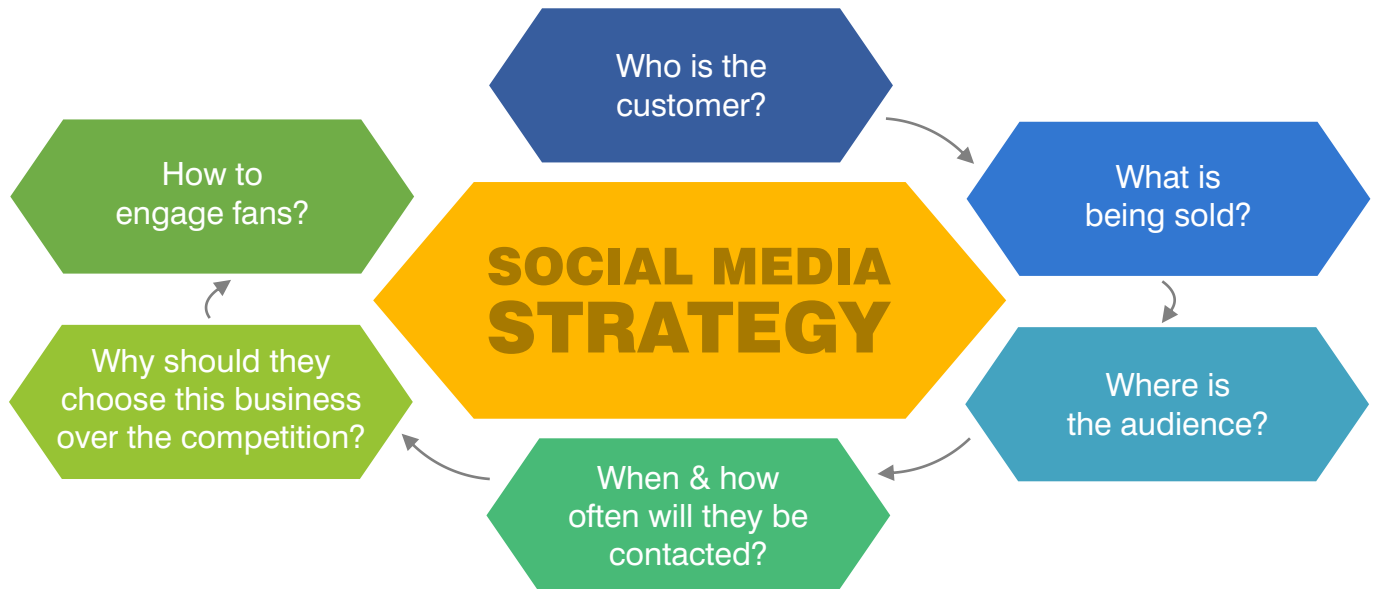 Who is the
customer?
What is
being sold?
Where is
the audience?
When & how
often will they be
contacted?
Why should they
choose this business
over the competition?
How to
engage fans?
SOCIAL MEDIA
STRATEGY